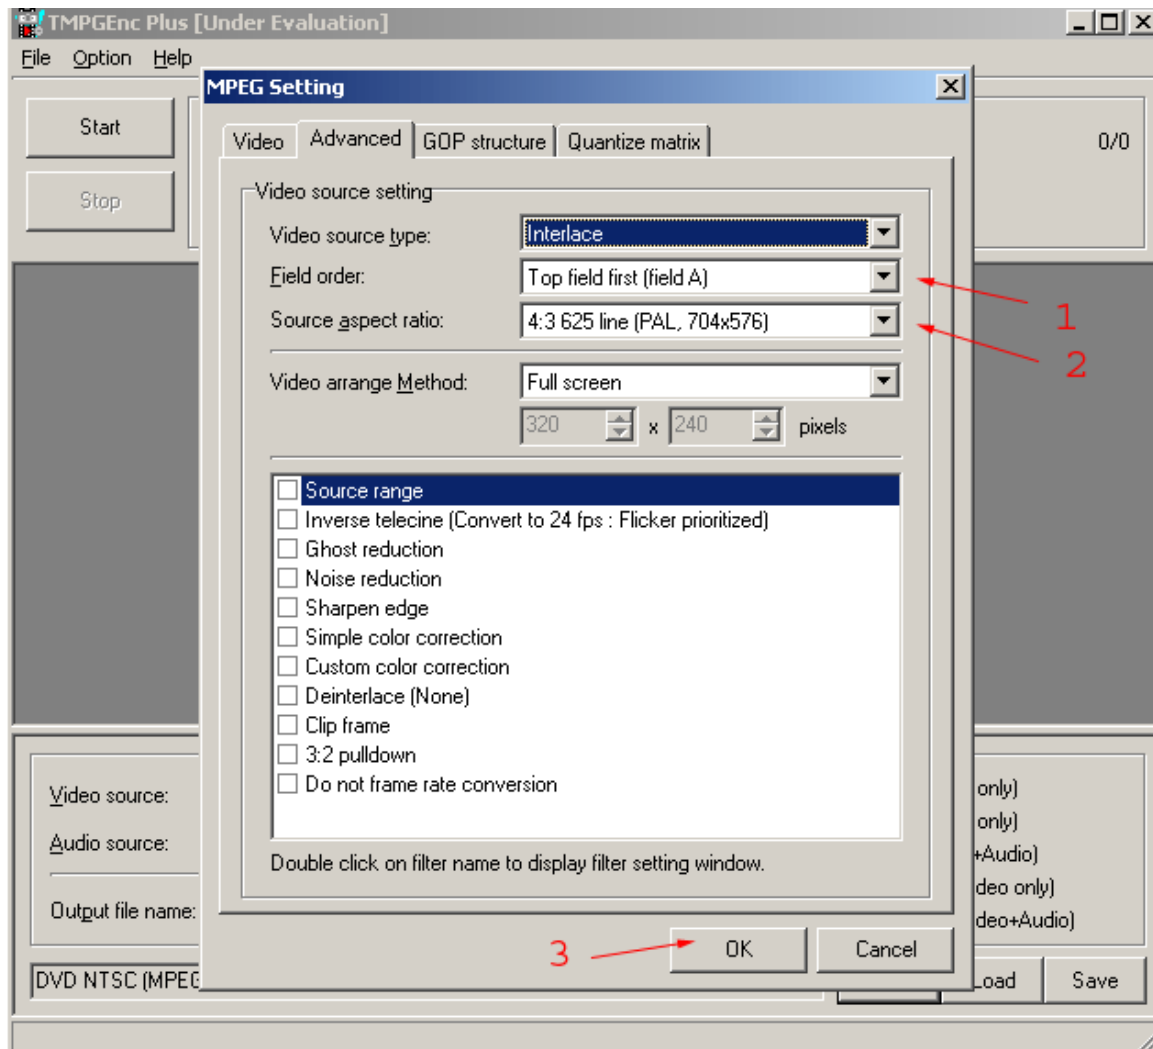 TMPGEnc Plus [Under Evaluation]
File Option Help
MPEG Setting
Start
Stop
0/0
Video Advanced GOP structure Quantize matrix
Video source setting
Video source type: Interlace
Field order: Top field first (field A)
1
Source aspect ratio: 4:3 625 line (PAL, 704x576)
2
Video arrange Method: Full screen
320 x 240 pixels
Source range
Inverse telecine (Convert to 24 fps : Flicker prioritized)
Ghost reduction
Noise reduction
Sharpen edge
Simple color correction
Custom color correction
Deinterlace (None)
Clip frame
3:2 pulldown
Do not frame rate conversion
Double click on filter name to display filter setting window.
3
OK Cancel
Video source:
Audio source:
Output file name:
only)
only)
+Audio)
deo only)
deo+Audio)
DVD NTSC (MPEG
Load Save